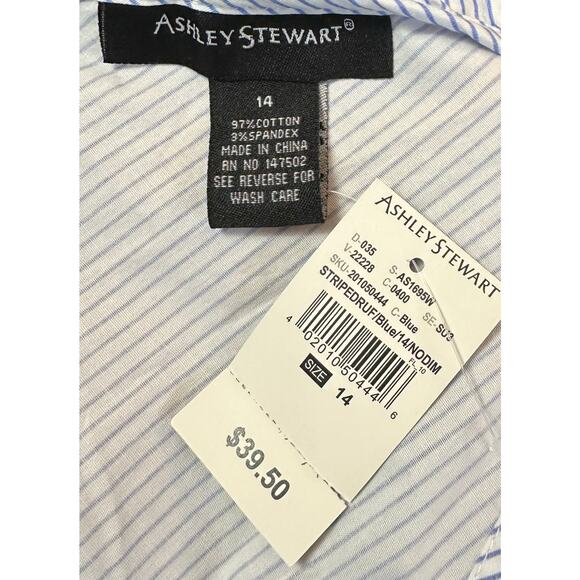 ASHLEY STEWART®
14
97%COTTON
3%SPANDEX
MADE IN CHINA
RN NO 147502
SEE REVERSE FOR
WASH CARE
ASHLEY STEWART
D-035 S-AS1695W
V-22228 C-0400 SE-SU3
SKU:201050444 C-Blue
STRIPEDRUF/Blue/14/NODIM
FL_10
4 02010 50444 6
SIZE 14
$39.50